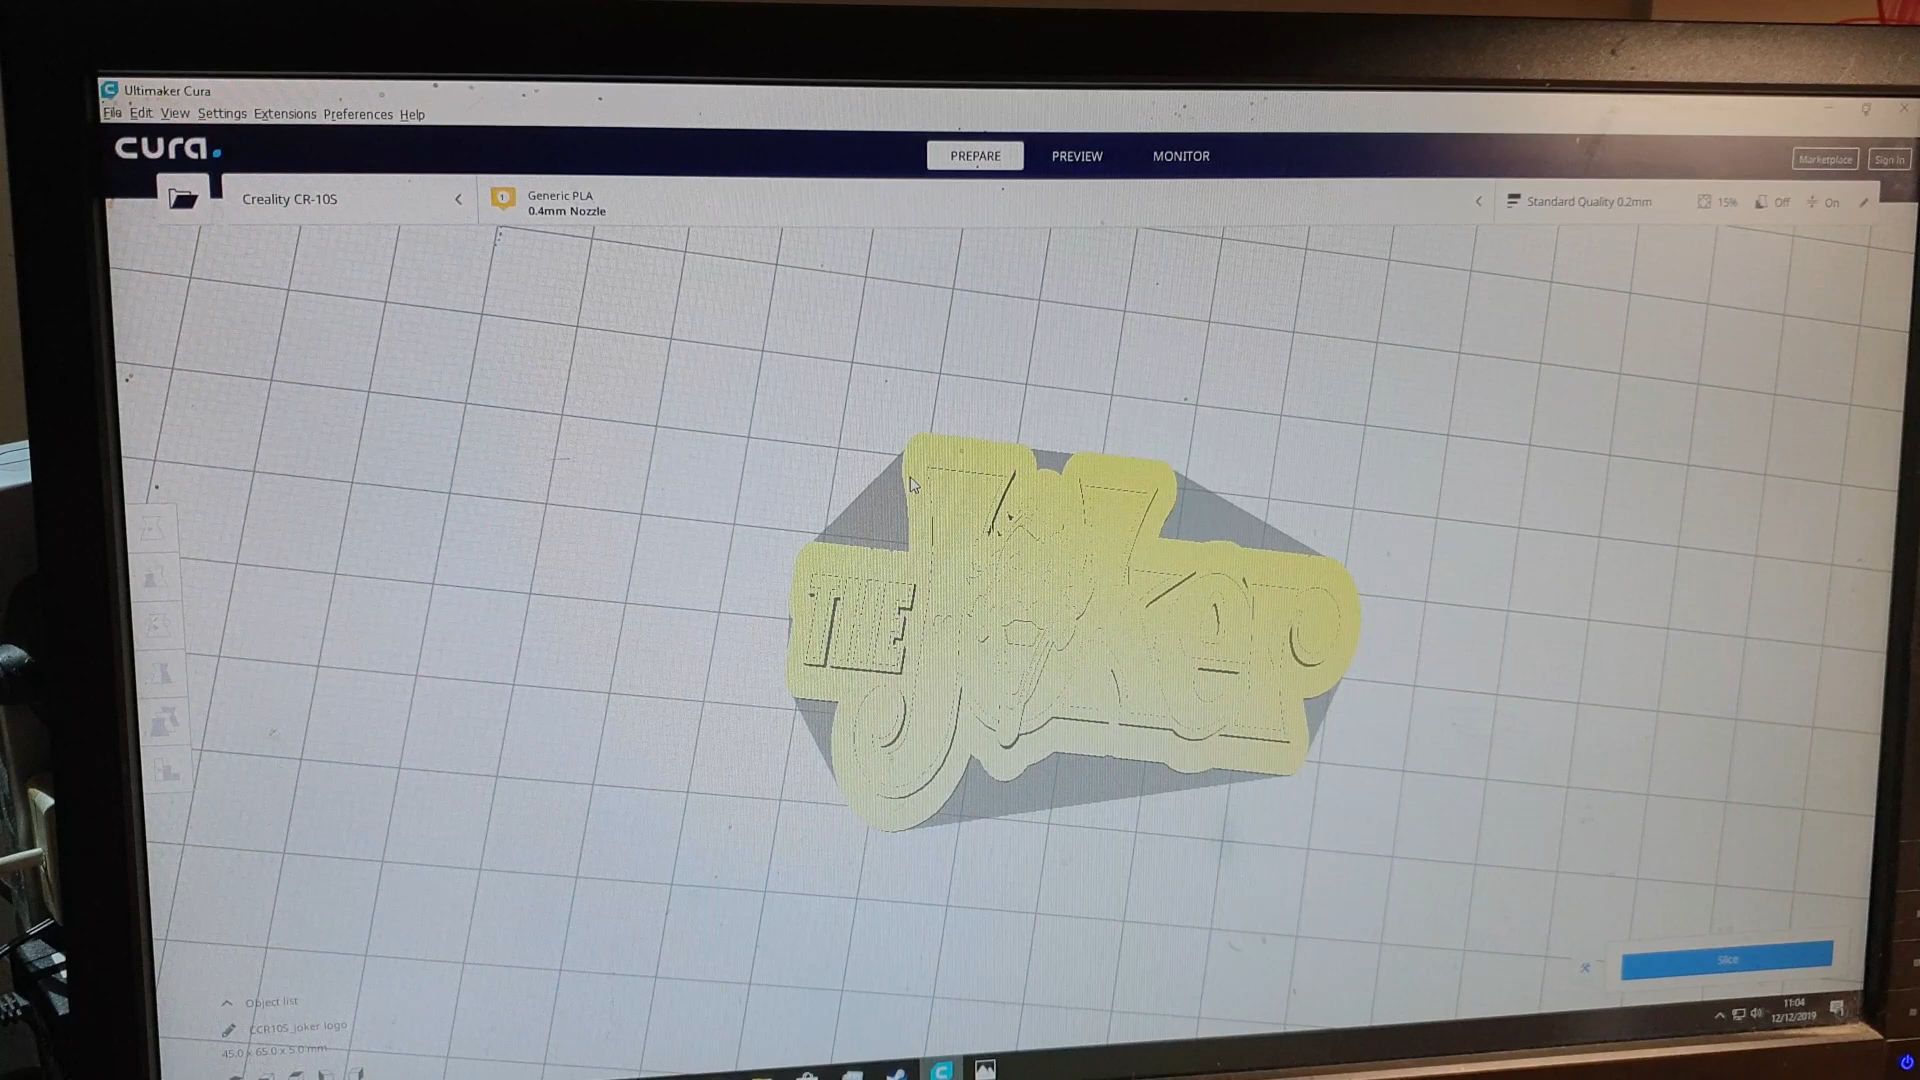 Ultimaker Cura
File Edit View Settings Extensions Preferences Help
cura.
PREPARE PREVIEW MONITOR
Marketplace Sign in
Creality CR-10S
1 Generic PLA
0.4mm Nozzle
Standard Quality 0.2mm 15% Off On
THE Joker
Slice
Object list
CCR10S_joker logo
45.0 x 65.0 x 5.0 mm
11:04
12/12/2019